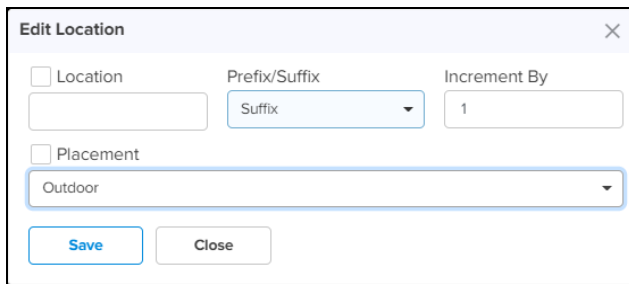 Edit Location
Location Prefix/Suffix Increment By
Suffix 1
Placement
Outdoor
Save Close